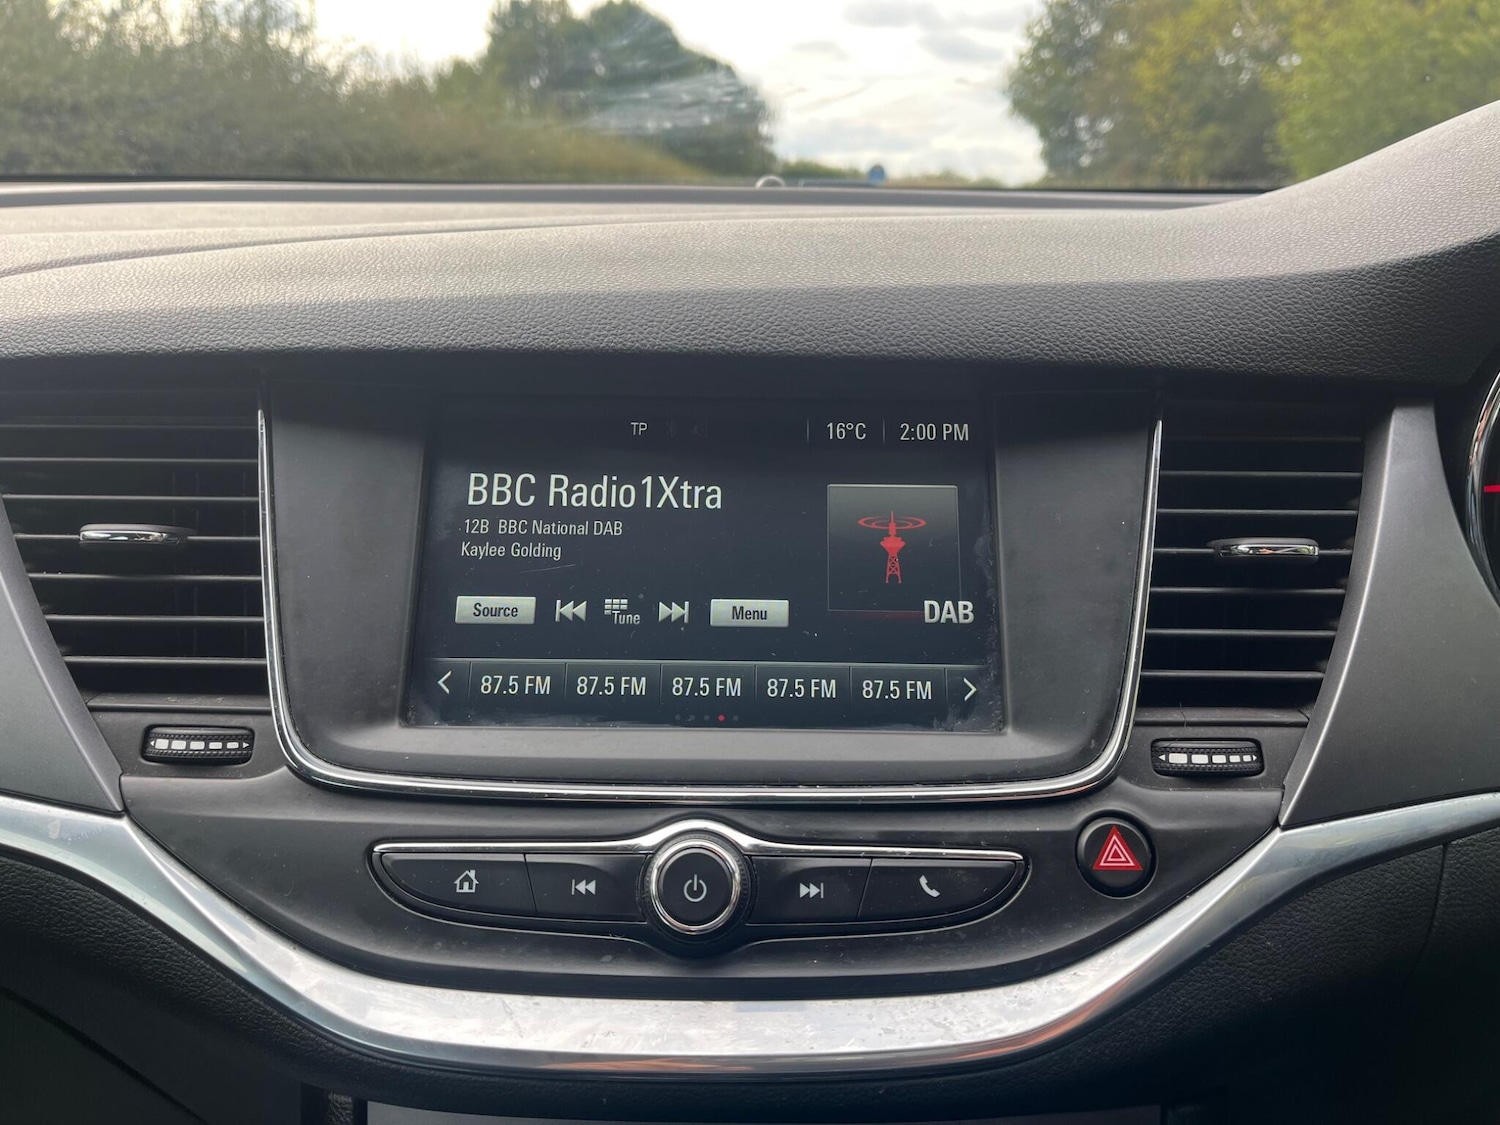 TP 16°C 2:00 PM
BBC Radio1Xtra
12B BBC National DAB
Kaylee Golding
Source Tune Menu
DAB
87.5 FM 87.5 FM 87.5 FM 87.5 FM 87.5 FM